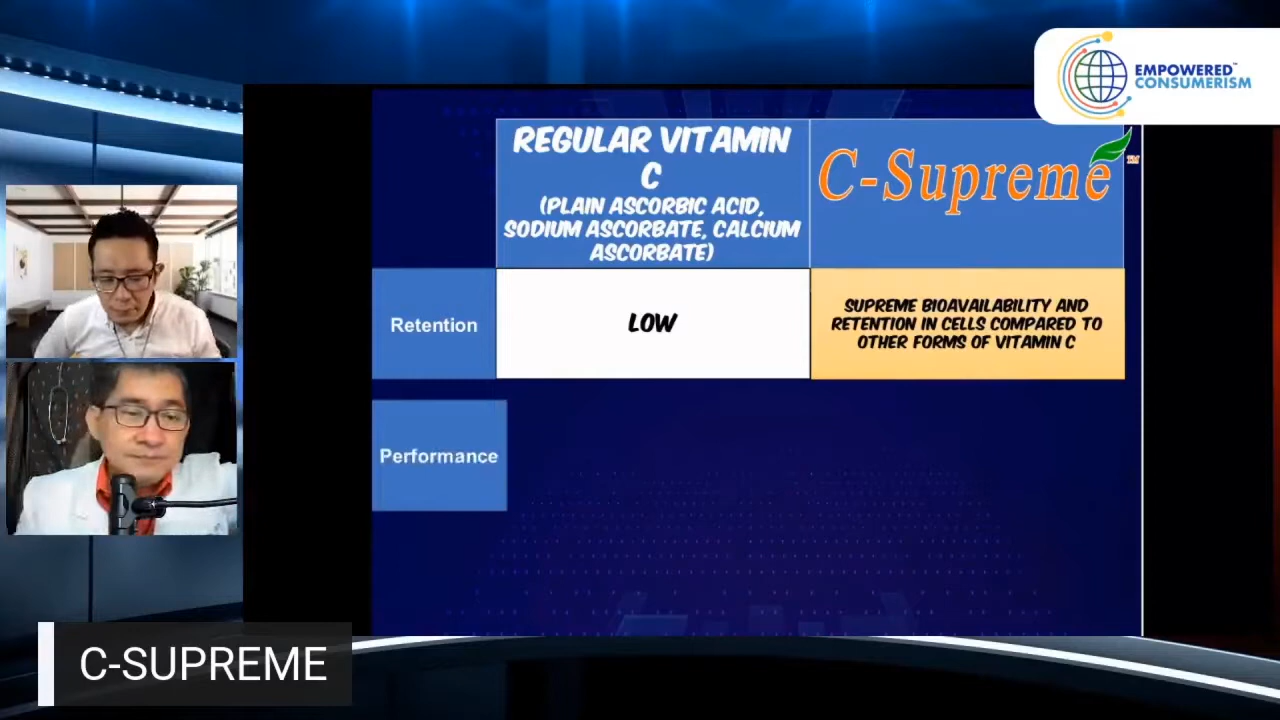 EMPOWERED™
CONSUMERISM
REGULAR VITAMIN
C
(PLAIN ASCORBIC ACID,
SODIUM ASCORBATE, CALCIUM
ASCORBATE)
C-Supreme™
Retention
LOW
SUPREME BIOAVAILABILITY AND
RETENTION IN CELLS COMPARED TO
OTHER FORMS OF VITAMIN C
Performance
C-SUPREME